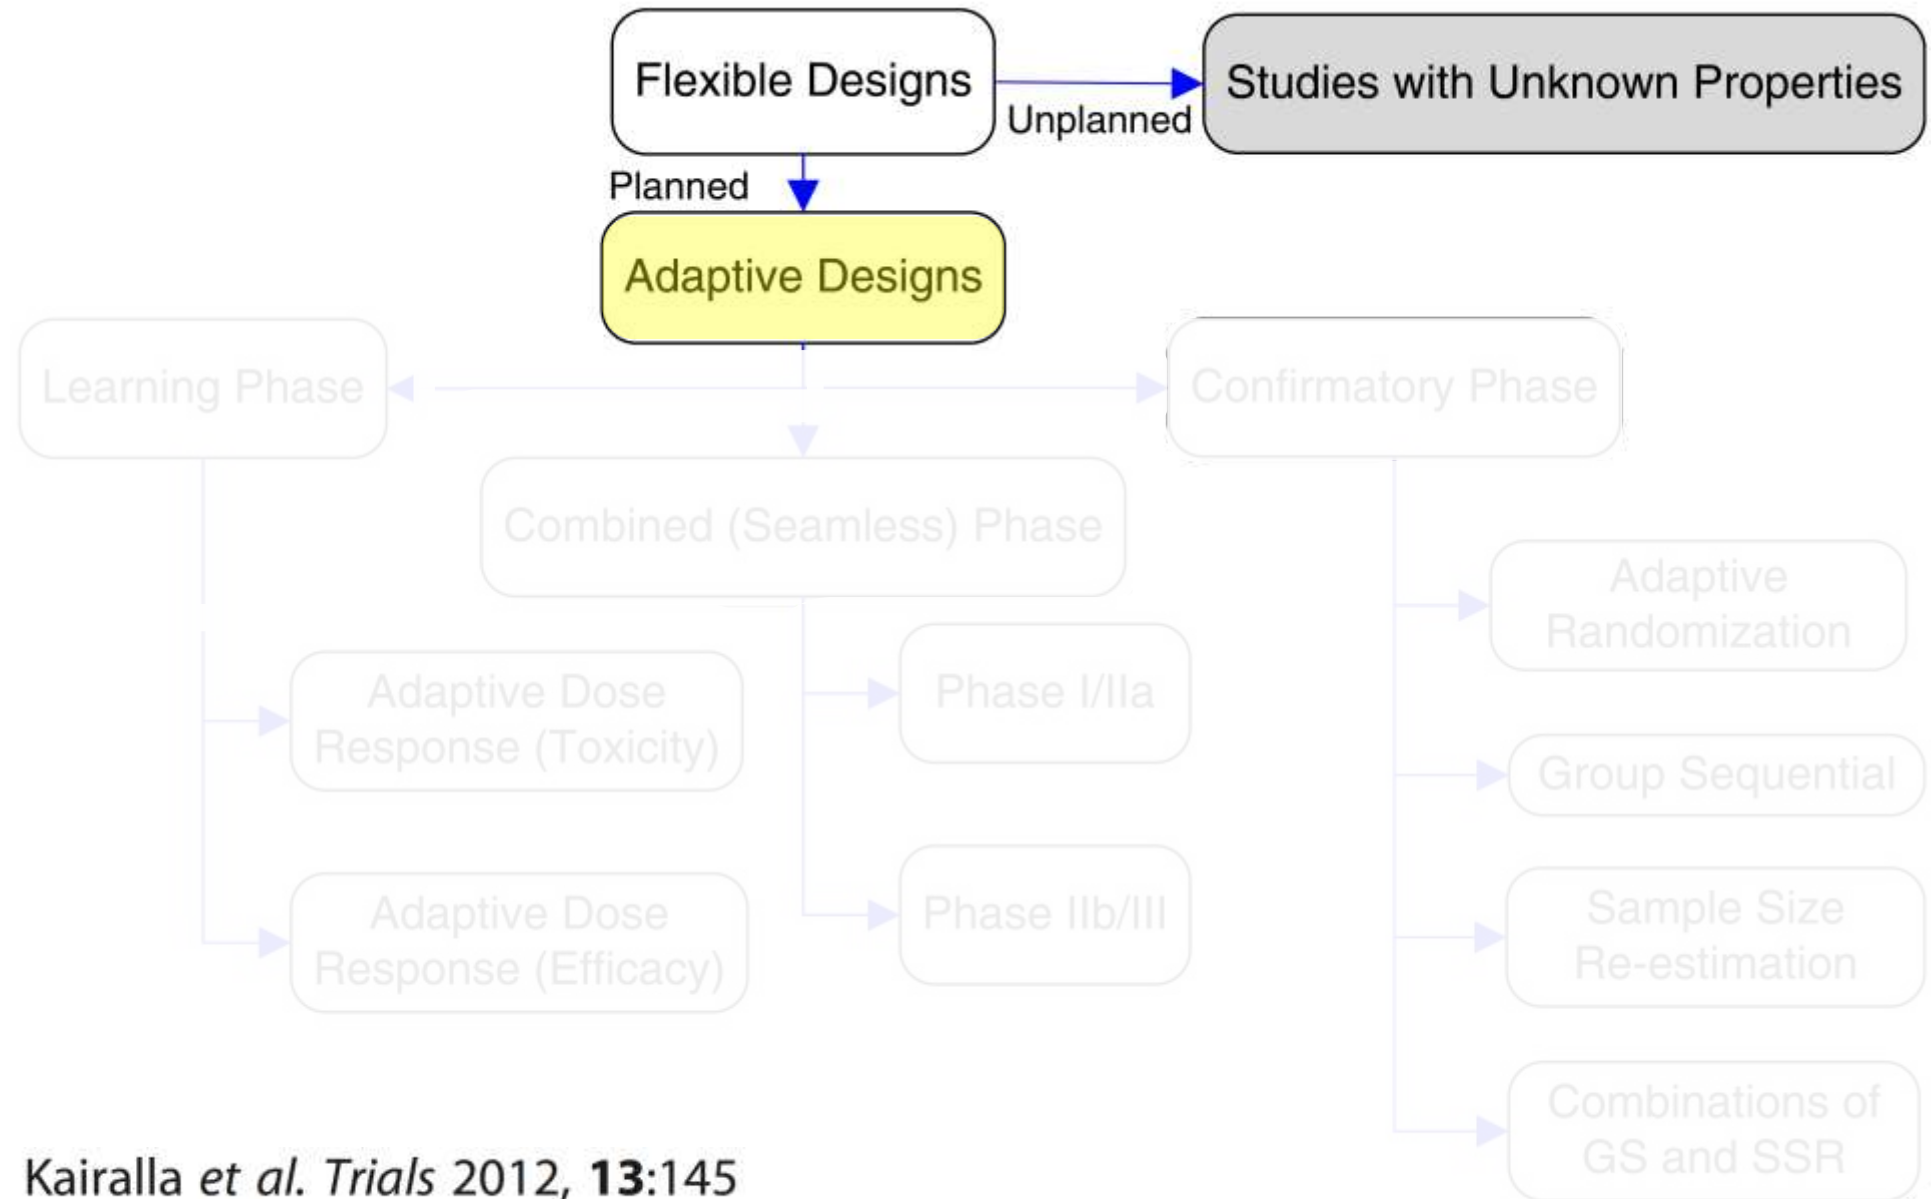 Flexible Designs
Unplanned
Studies with Unknown Properties
Planned
Adaptive Designs
Learning Phase
Confirmatory Phase
Combined (Seamless) Phase
Adaptive Dose
Response (Toxicity)
Adaptive Dose
Response (Efficacy)
Phase I/IIa
Phase IIb/III
Adaptive
Randomization
Group Sequential
Sample Size
Re-estimation
Combinations of
GS and SSR
Kairalla et al. Trials 2012, 13:145